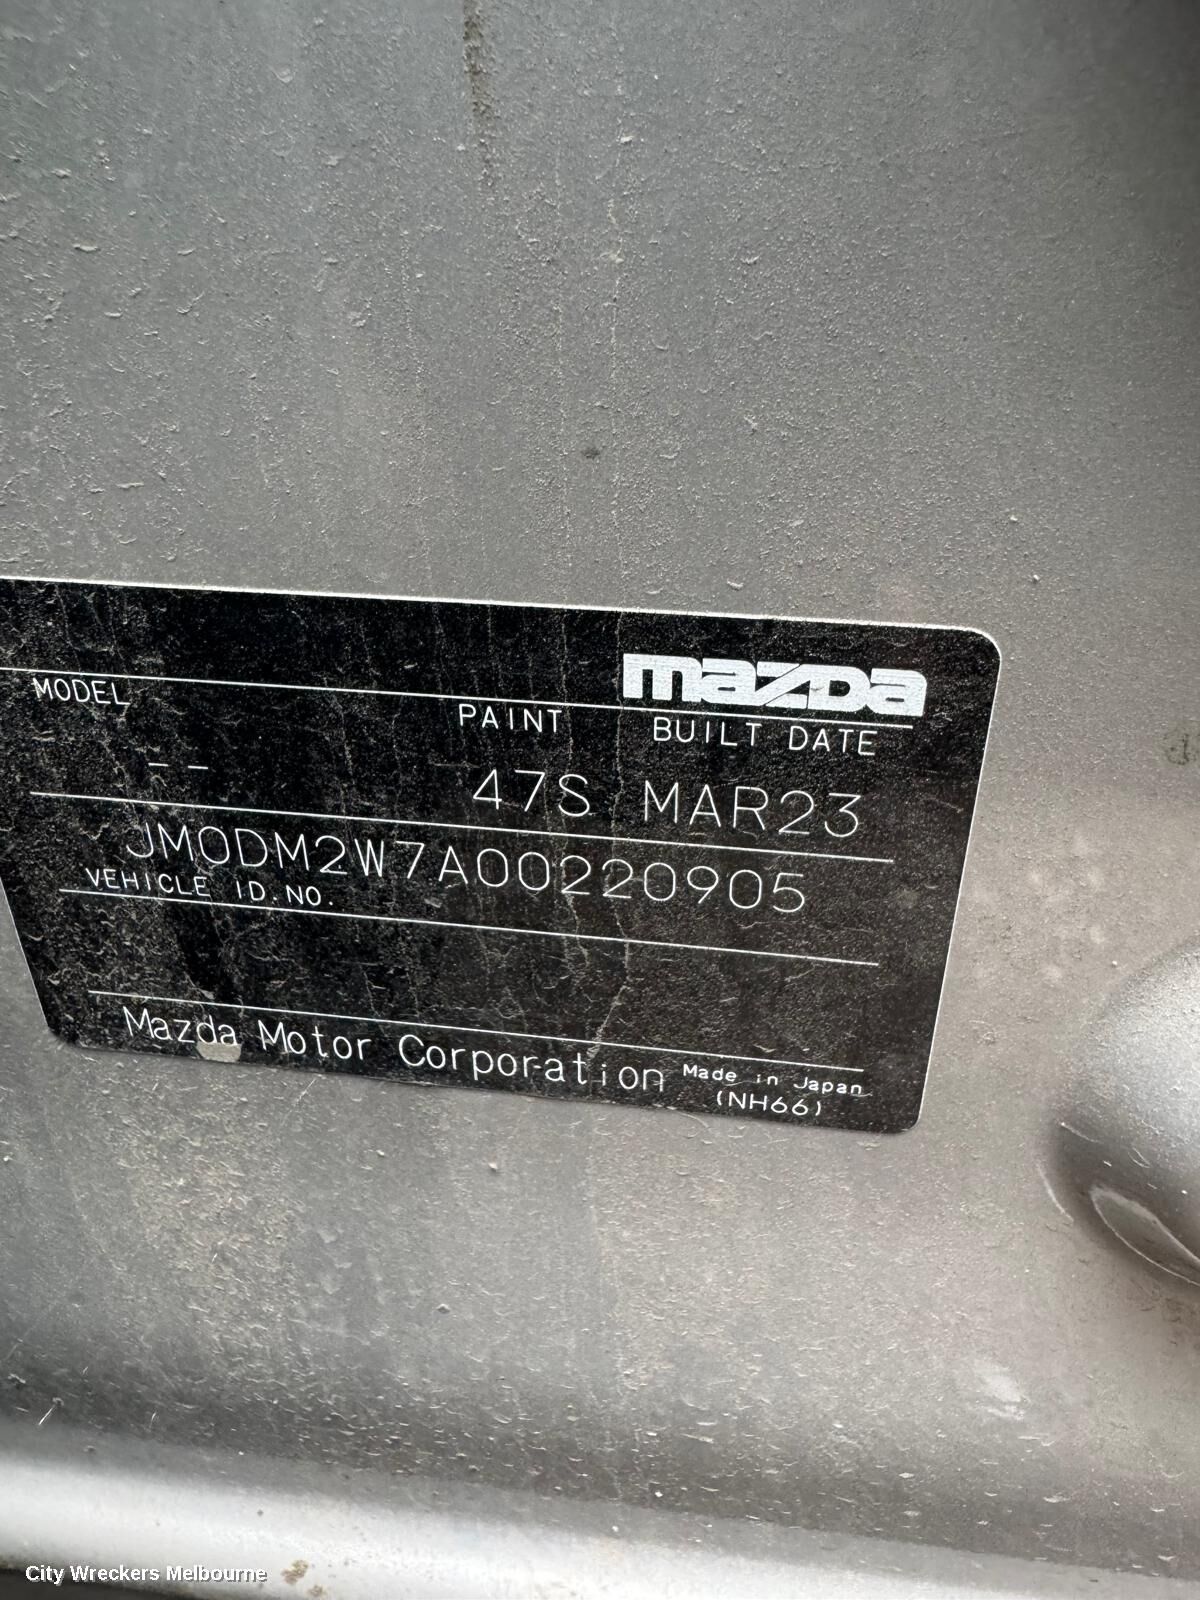 mazda
MODEL PAINT BUILT DATE
-- 47S MAR23
JM0DM2W7A00220905
VEHICLE ID.NO.
Mazda Motor Corporation Made in Japan
(NH66)
City Wreckers Melbourne